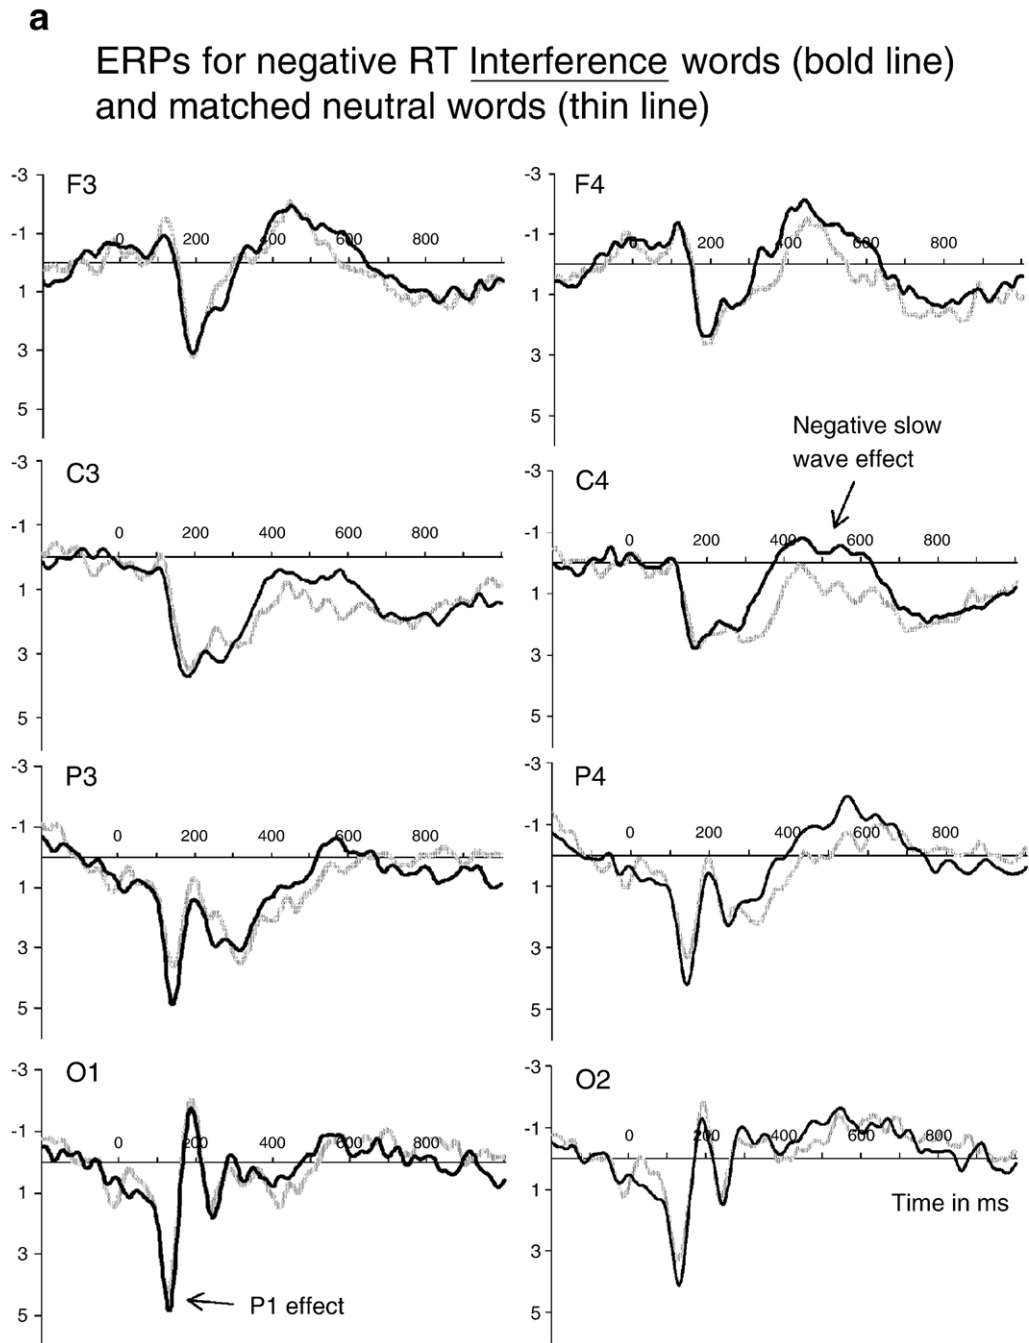 a
ERPs for negative RT Interference words (bold line)
and matched neutral words (thin line)
F3
-3
-1
1
3
5
0 200 400 600 800
F4
-3
-1
1
3
5
0 200 400 600 800
Negative slow
wave effect
C3
-3
-1
1
3
5
0 200 400 600 800
C4
-3
-1
1
3
5
0 200 400 600 800
P3
-3
-1
1
3
5
0 200 400 600 800
P4
-3
-1
1
3
5
0 200 400 600 800
O1
-3
-1
1
3
5
0 200 400 600 800
P1 effect
O2
-3
-1
1
3
5
0 200 400 600 800
Time in ms